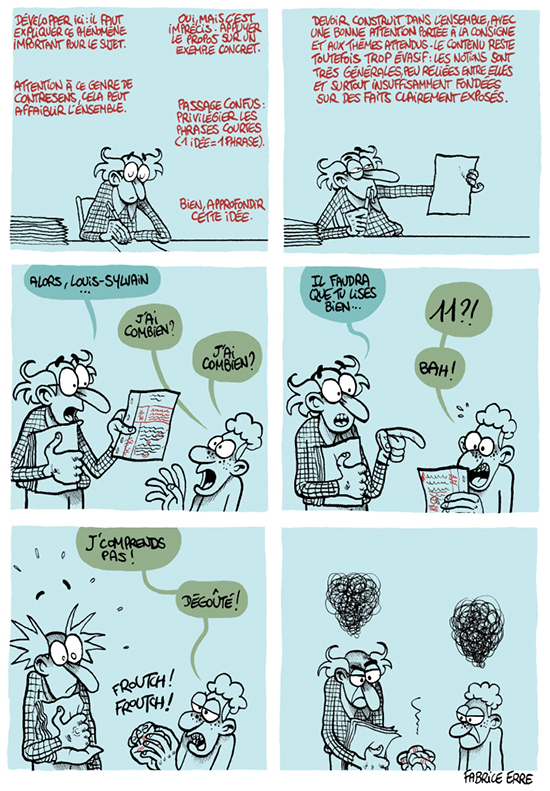 DÉVELOPPER ICI : IL FAUT
EXPLIQUER CE PHÉNOMÈNE
IMPORTANT POUR LE SUJET.
OUI, MAIS C'EST
IMPRÉCIS - APPUYER
LE PROPOS SUR UN
EXEMPLE CONCRET.
ATTENTION À CE GENRE DE
CONTRESENS, CELA PEUT
AFFAIBLIR L'ENSEMBLE.
PASSAGE CONFUS :
PRIVILÉGIER LES
PHRASES COURTES
(1 IDÉE = 1 PHRASE).
BIEN, APPROFONDIR
CETTE IDÉE.
DEVOIR CONSTRUIT DANS L'ENSEMBLE, AVEC
UNE BONNE ATTENTION PORTÉE À LA CONSIGNE
ET AUX THÈMES ATTENDUS - LE CONTENU RESTE
TOUTEFOIS TROP ÉVASIF : LES NOTIONS SONT
TRÈS GÉNÉRALES, PEU RELIÉES ENTRE ELLES
ET SURTOUT INSUFFISAMMENT FONDÉES
SUR DES FAITS CLAIREMENT EXPOSÉS.
ALORS, LOUIS-SYLVAIN
...
J'AI
COMBIEN ?
J'AI
COMBIEN ?
IL FAUDRA
QUE TU LISES
BIEN...
11 ?!
BAH !
J'COMPRENDS
PAS !
DÉGOÛTÉ !
FROUTCH !
FROUTCH !
FABRICE ERRE